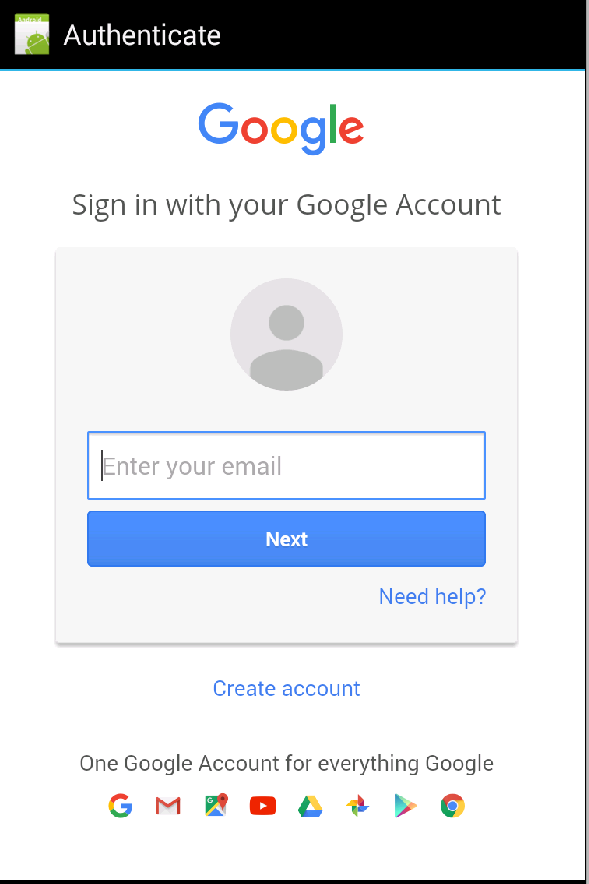 Authenticate
Google
Sign in with your Google Account
Enter your email
Next
Need help?
Create account
One Google Account for everything Google